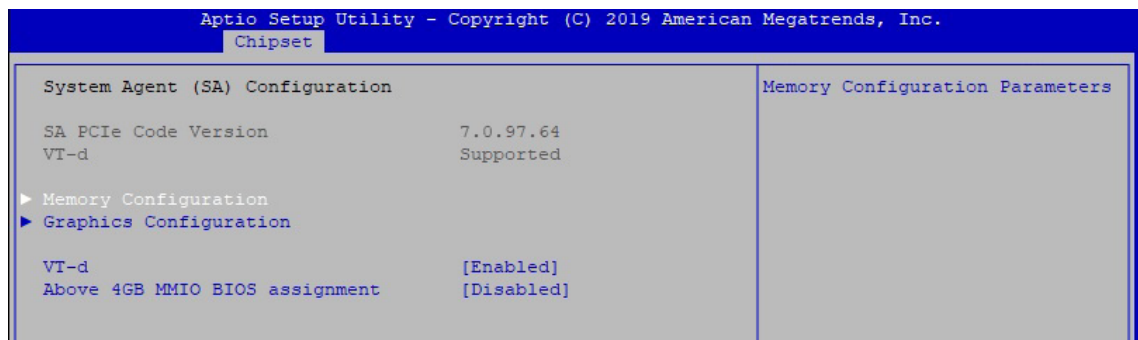 Aptio Setup Utility - Copyright (C) 2019 American Megatrends, Inc.
Chipset
System Agent (SA) Configuration
Memory Configuration Parameters
SA PCIe Code Version 7.0.97.64
VT-d Supported
► Memory Configuration
► Graphics Configuration
VT-d [Enabled]
Above 4GB MMIO BIOS assignment [Disabled]